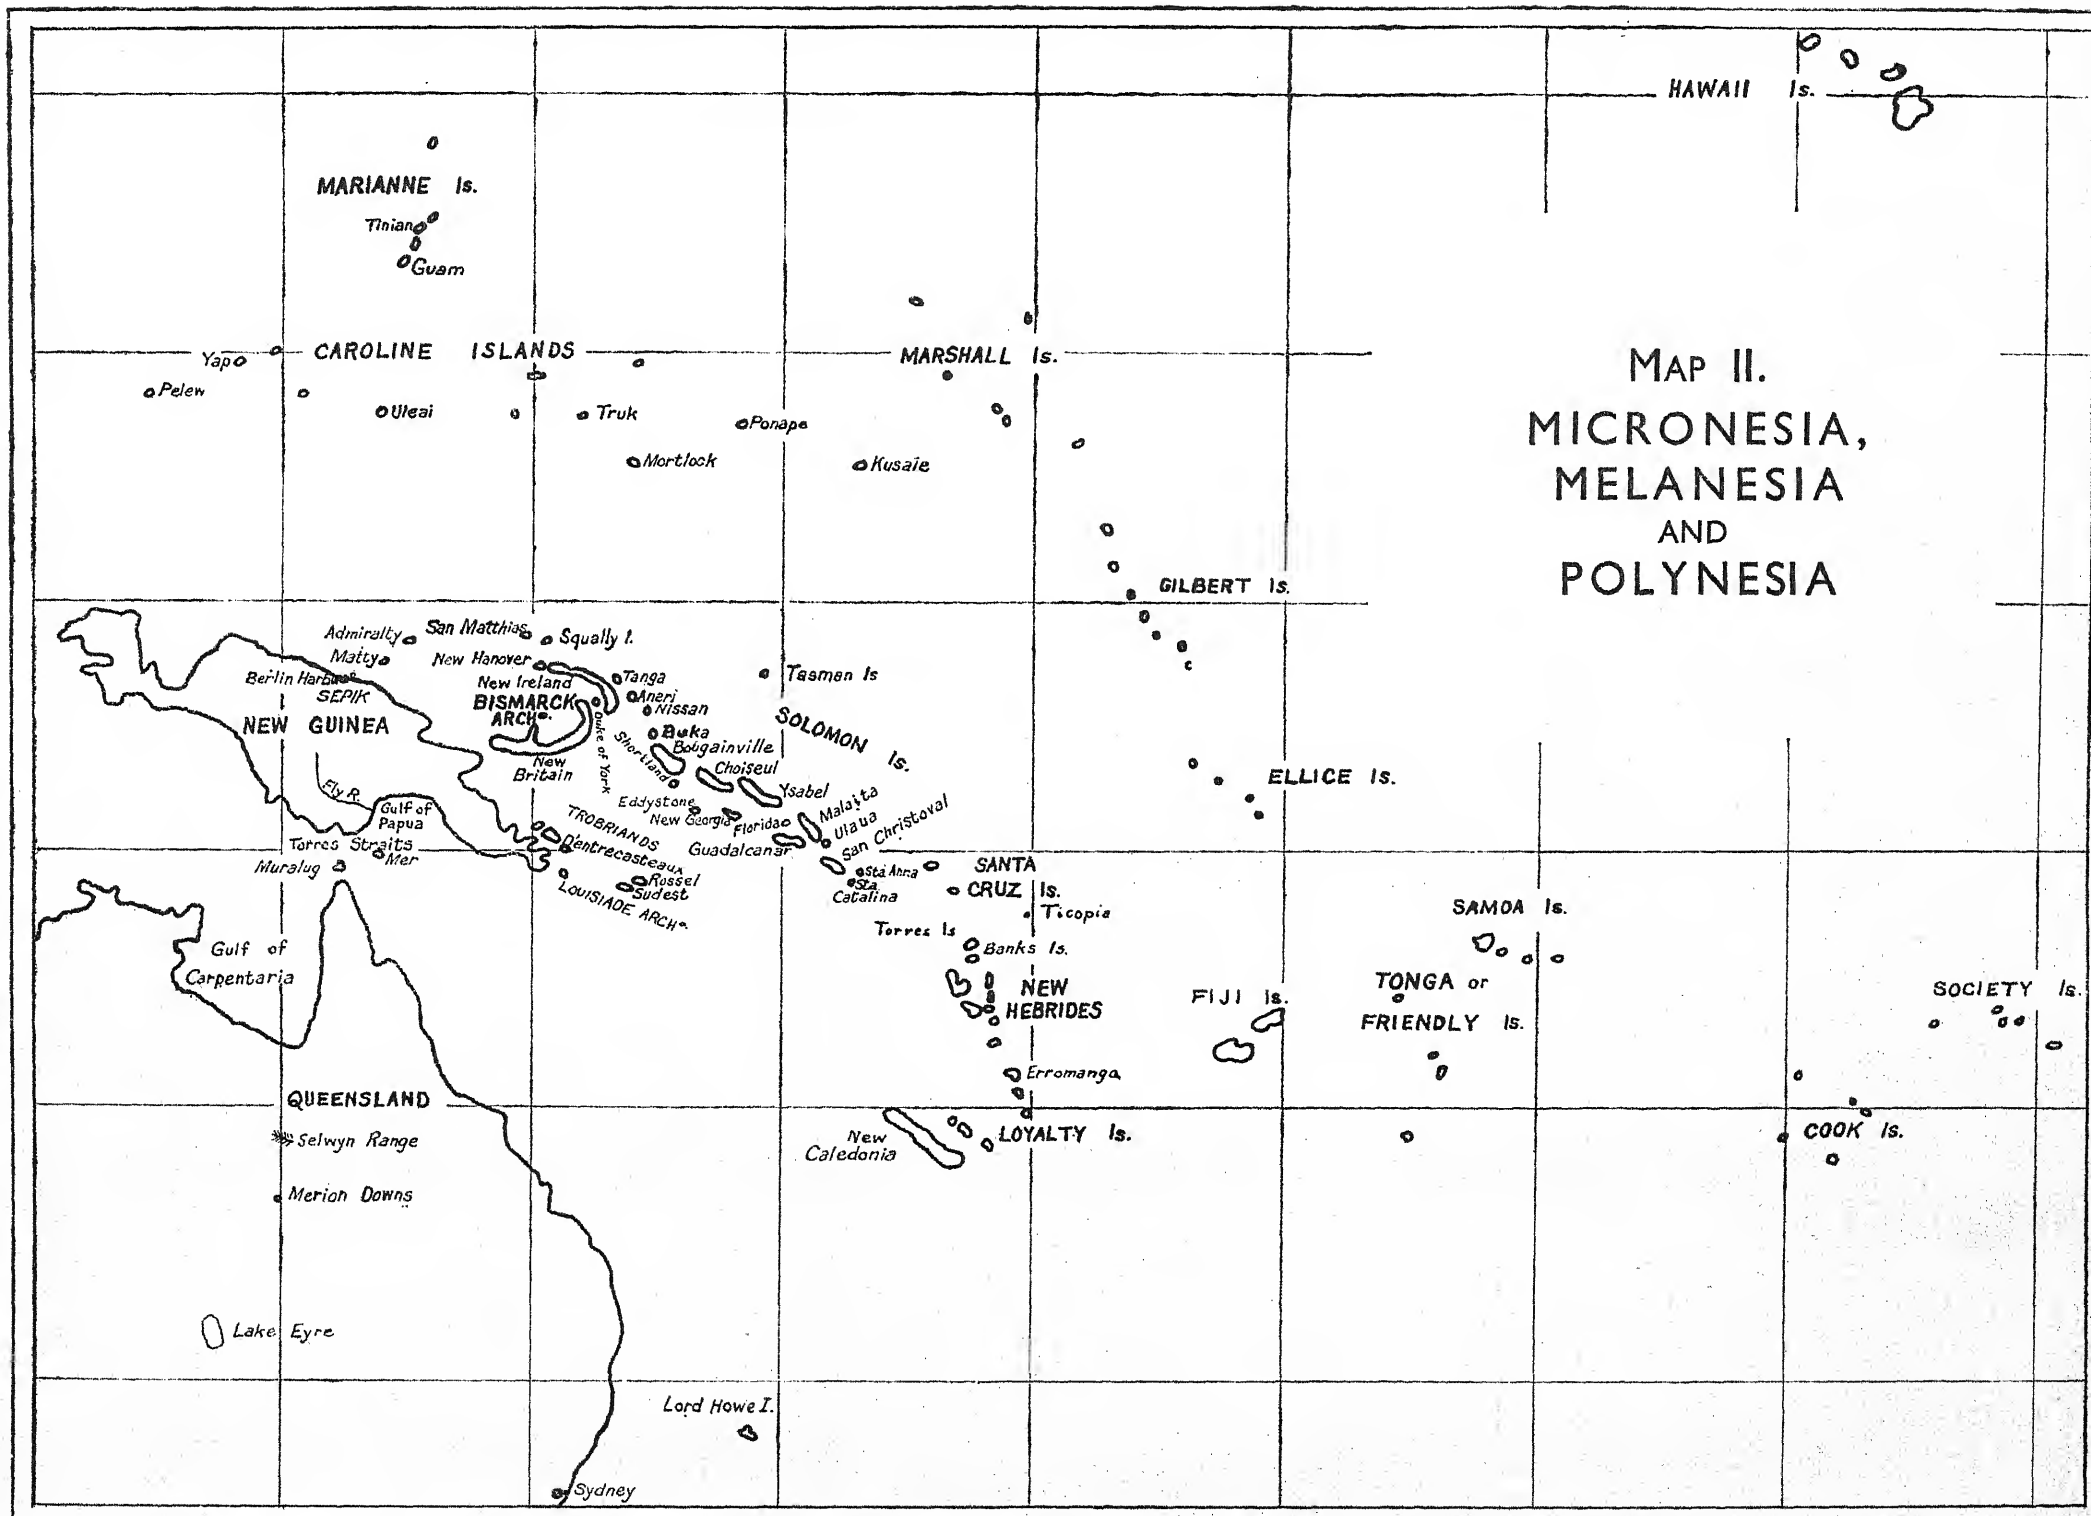 HAWAII Is.
MARIANNE Is.
Tinian
Guam
CAROLINE ISLANDS
Yap
Pelew
Uleai
Truk
Ponape
Mortlock
Kusaie
MARSHALL Is.
MAP II.
MICRONESIA,
MELANESIA
AND
POLYNESIA
GILBERT Is.
Admiralty
San Matthias
Squally I.
Matty
New Hanover
Berlin Harbour
SEPIK
New Ireland
Tanga
Aneri
Nissan
Tasman Is
BISMARCK
ARCHO.
NEW GUINEA
Duke of York
Buka
Bougainville
Shortland
Choiseul
SOLOMON Is.
New
Britain
Ysabel
ELLICE Is.
Fly R.
Gulf of
Papua
Eddystone
New Georgia
Florida
Malaita
Ulaua
San Christoval
TROBRIANDS
Guadalcanar
Torres Straits
Mer
Muralug
D'entrecasteaux
Rossel
Sudest
LOUISIADE ARCHO.
Sta Anna
Sta
Catalina
SANTA
CRUZ Is.
Ticopia
Torres Is
Banks Is.
SAMOA Is.
Gulf of
Carpentaria
NEW
HEBRIDES
FIJI Is.
TONGA or
FRIENDLY Is.
SOCIETY Is.
Erromanga
QUEENSLAND
Selwyn Range
New
Caledonia
LOYALTY Is.
COOK Is.
Merion Downs
Lake Eyre
Lord Howe I.
Sydney